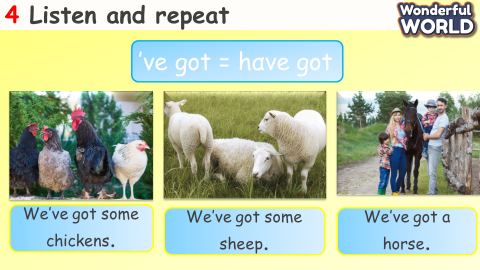 4 Listen and repeat
Wonderful
WORLD
’ve got = have got
We’ve got some
chickens.
We’ve got some
sheep.
We’ve got a
horse.